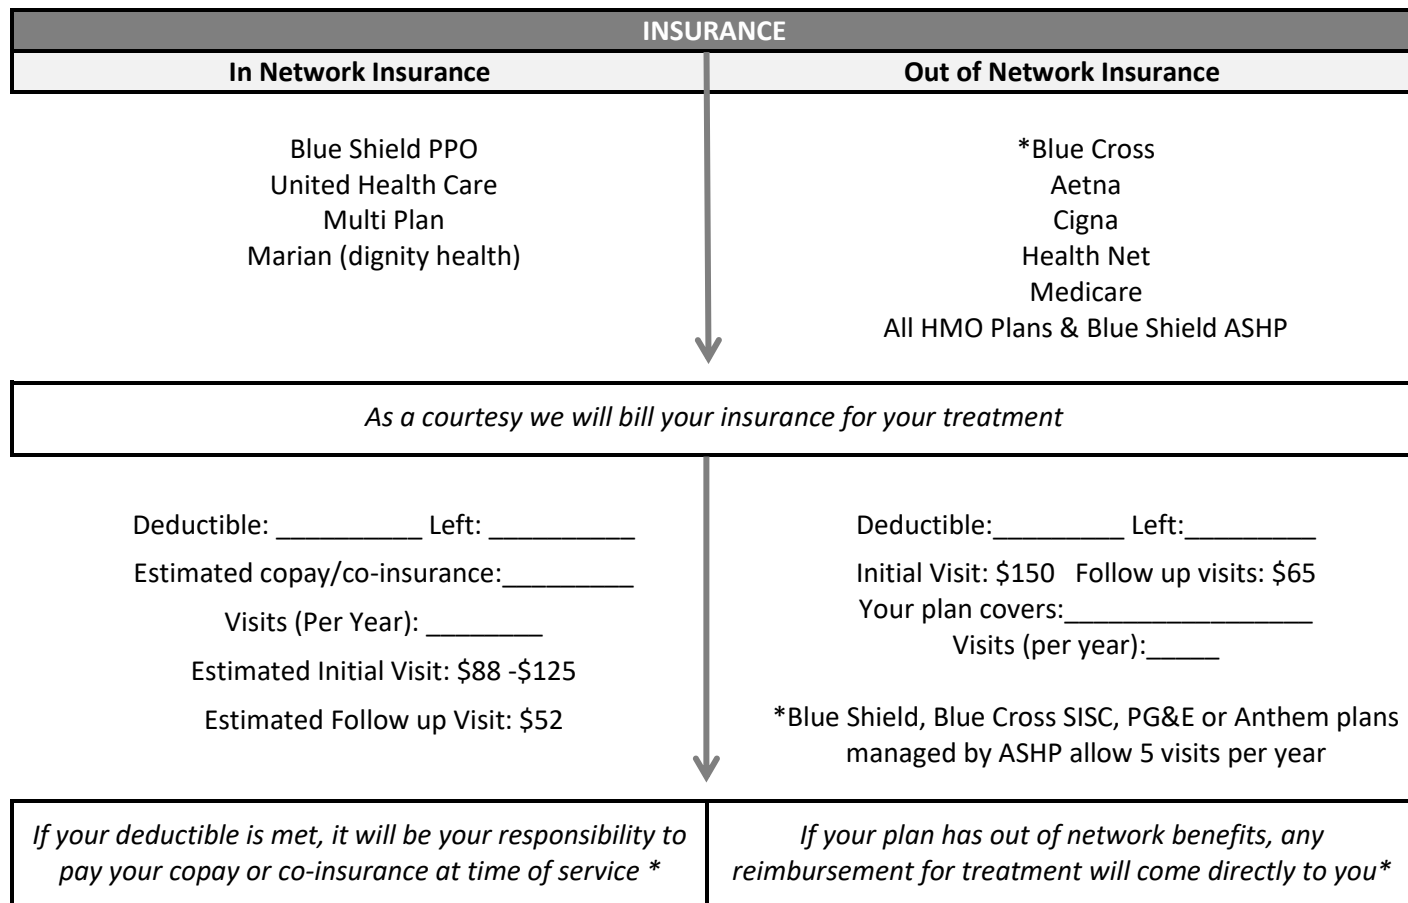 INSURANCE
In Network Insurance
Out of Network Insurance
Blue Shield PPO
United Health Care
Multi Plan
Marian (dignity health)
*Blue Cross
Aetna
Cigna
Health Net
Medicare
All HMO Plans & Blue Shield ASHP
As a courtesy we will bill your insurance for your treatment
Deductible: __________ Left: __________
Estimated copay/co-insurance:_________
Visits (Per Year): ________
Estimated Initial Visit: $88 -$125
Estimated Follow up Visit: $52
Deductible:_________ Left:_________
Initial Visit: $150   Follow up visits: $65
Your plan covers:_________________
Visits (per year):_____
*Blue Shield, Blue Cross SISC, PG&E or Anthem plans
managed by ASHP allow 5 visits per year
If your deductible is met, it will be your responsibility to
pay your copay or co-insurance at time of service *
If your plan has out of network benefits, any
reimbursement for treatment will come directly to you*